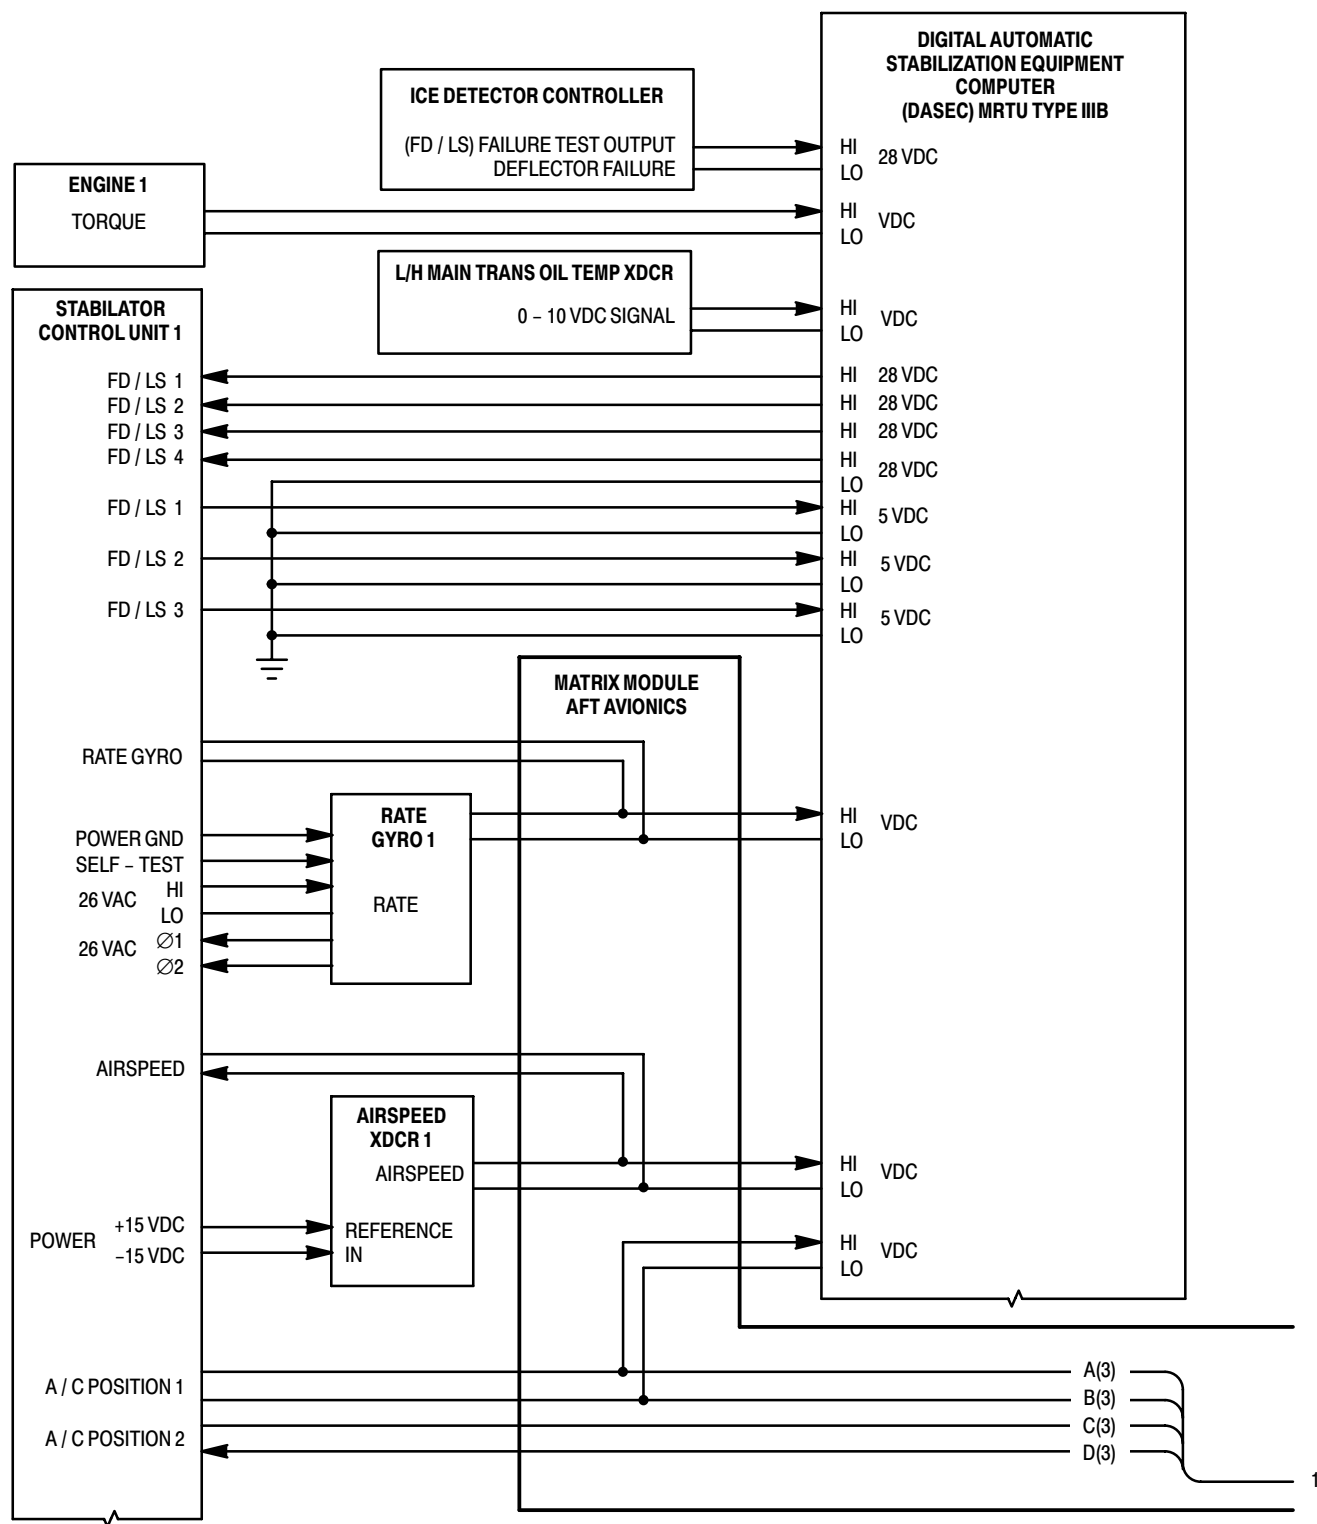 DIGITAL AUTOMATIC
STABILIZATION EQUIPMENT
COMPUTER
(DASEC) MRTU TYPE IIIB
ICE DETECTOR CONTROLLER
(FD / LS) FAILURE TEST OUTPUT
DEFLECTOR FAILURE
HI
LO
28 VDC
ENGINE 1
TORQUE
HI
LO
VDC
L/H MAIN TRANS OIL TEMP XDCR
0 – 10 VDC SIGNAL
HI
LO
VDC
STABILATOR
CONTROL UNIT 1
FD / LS 1
HI 28 VDC
FD / LS 2
HI 28 VDC
FD / LS 3
HI 28 VDC
FD / LS 4
HI
LO
28 VDC
FD / LS 1
HI
LO
5 VDC
FD / LS 2
HI
LO
5 VDC
FD / LS 3
HI
LO
5 VDC
MATRIX MODULE
AFT AVIONICS
RATE GYRO
RATE
GYRO 1
RATE
HI
LO
VDC
POWER GND
SELF – TEST
26 VAC
HI
LO
26 VAC
∅1
∅2
AIRSPEED
AIRSPEED
XDCR 1
AIRSPEED
REFERENCE
IN
HI
LO
VDC
POWER
+15 VDC
–15 VDC
HI
LO
VDC
A / C POSITION 1
A / C POSITION 2
A(3)
B(3)
C(3)
D(3)
1